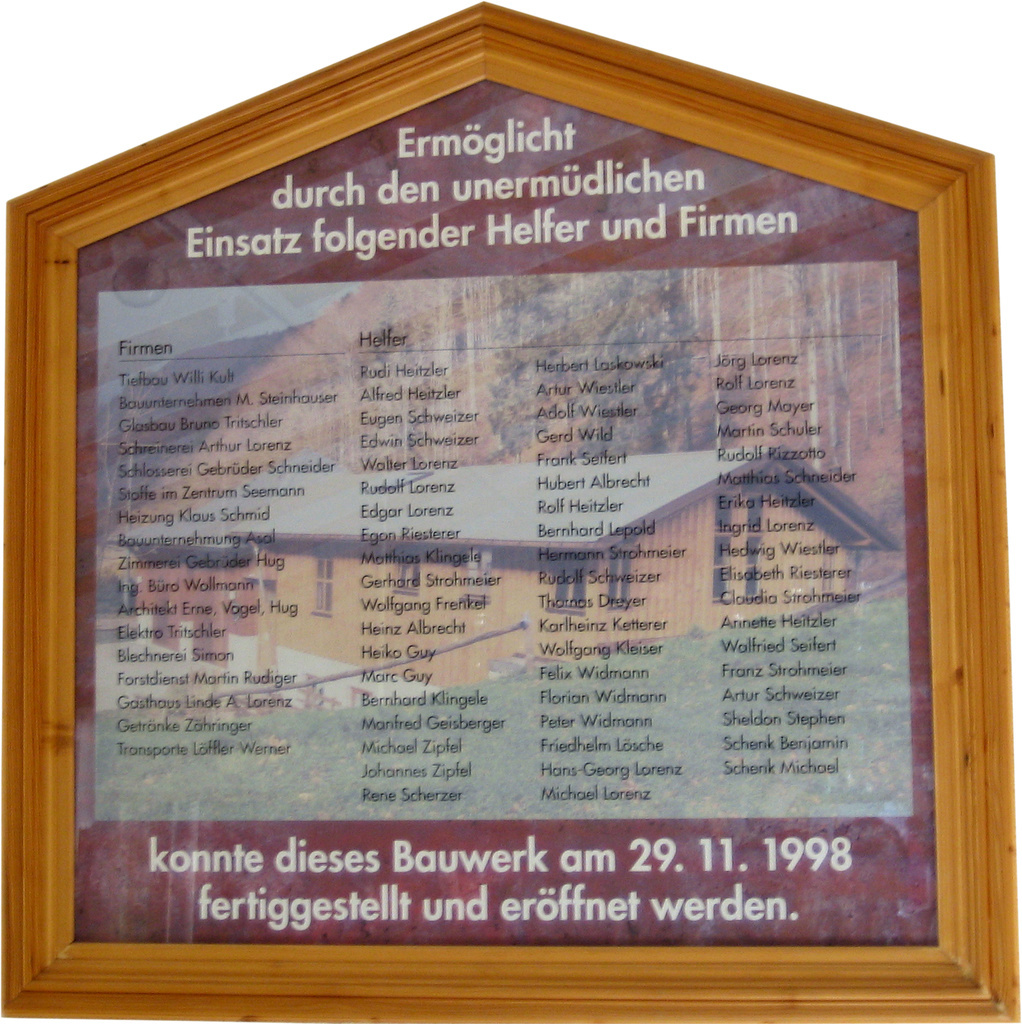 Ermöglicht
durch den unermüdlichen
Einsatz folgender Helfer und Firmen
Firmen
Tiefbau Willi Kult
Bauunternehmen M. Steinhauser
Glasbau Bruno Tritschler
Schreinerei Arthur Lorenz
Schlosserei Gebrüder Schneider
Stoffe im Zentrum Seemann
Heizung Klaus Schmid
Bauunternehmung Asal
Zimmerei Gebrüder Hug
Ing. Büro Wollmann
Architekt Erne, Vogel, Hug
Elektro Tritschler
Blechnerei Simon
Forstdienst Martin Rudiger
Gasthaus Linde A. Lorenz
Getränke Zähringer
Transporte Löffler Werner
Helfer
Rudi Heitzler
Alfred Heitzler
Eugen Schweizer
Edwin Schweizer
Walter Lorenz
Rudolf Lorenz
Edgar Lorenz
Egon Riesterer
Matthias Klingele
Gerhard Strohmeier
Wolfgang Frenkel
Heinz Albrecht
Heiko Guy
Marc Guy
Bernhard Klingele
Manfred Geisberger
Michael Zipfel
Johannes Zipfel
Rene Scherzer
Herbert Laskowski
Artur Wiestler
Adolf Wiestler
Gerd Wild
Frank Seifert
Hubert Albrecht
Rolf Heitzler
Bernhard Lepold
Hermann Strohmeier
Rudolf Schweizer
Thomas Dreyer
Karlheinz Ketterer
Wolfgang Kleiser
Felix Widmann
Florian Widmann
Peter Widmann
Friedhelm Lösche
Hans-Georg Lorenz
Michael Lorenz
Jörg Lorenz
Rolf Lorenz
Georg Mayer
Martin Schuler
Rudolf Rizzotto
Matthias Schneider
Erika Heitzler
Ingrid Lorenz
Hedwig Wiestler
Elisabeth Riesterer
Claudia Strohmeier
Annette Heitzler
Walfried Seifert
Franz Strohmeier
Artur Schweizer
Sheldon Stephen
Schenk Benjamin
Schenk Michael
konnte dieses Bauwerk am 29. 11. 1998
fertiggestellt und eröffnet werden.